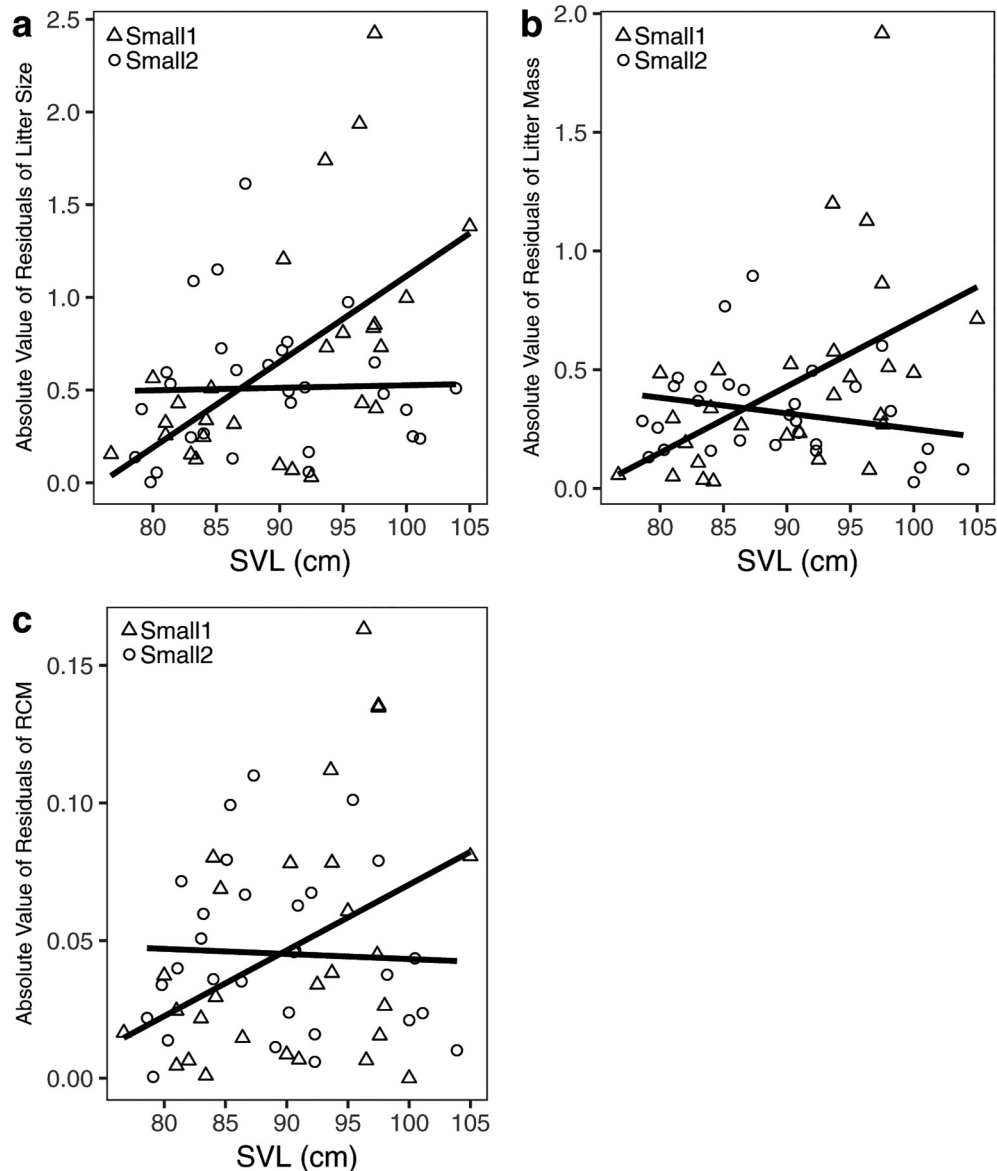 a
Small1
Small2
Absolute Value of Residuals of Litter Size
2.5
2.0
1.5
1.0
0.5
0.0
80 85 90 95 100 105
SVL (cm)
b
Small1
Small2
Absolute Value of Residuals of Litter Mass
2.0
1.5
1.0
0.5
0.0
80 85 90 95 100 105
SVL (cm)
c
Small1
Small2
Absolute Value of Residuals of RCM
0.15
0.10
0.05
0.00
80 85 90 95 100 105
SVL (cm)